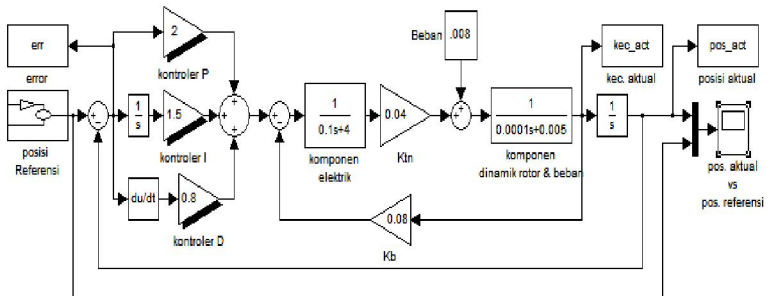 err
error
posisi
Referensi
2
kontroler P
1
s
1.5
kontroler I
du/dt
0.8
kontroler D
+
+
+
1
0.1s+4
komponen
elektrik
0.04
Ktn
Beban
.008
1
0.0001s+0.005
komponen
dinamik rotor & beban
0.08
Kb
kec_act
kec. aktual
1
s
pos_act
posisi aktual
pos. aktual
vs
pos. referensi